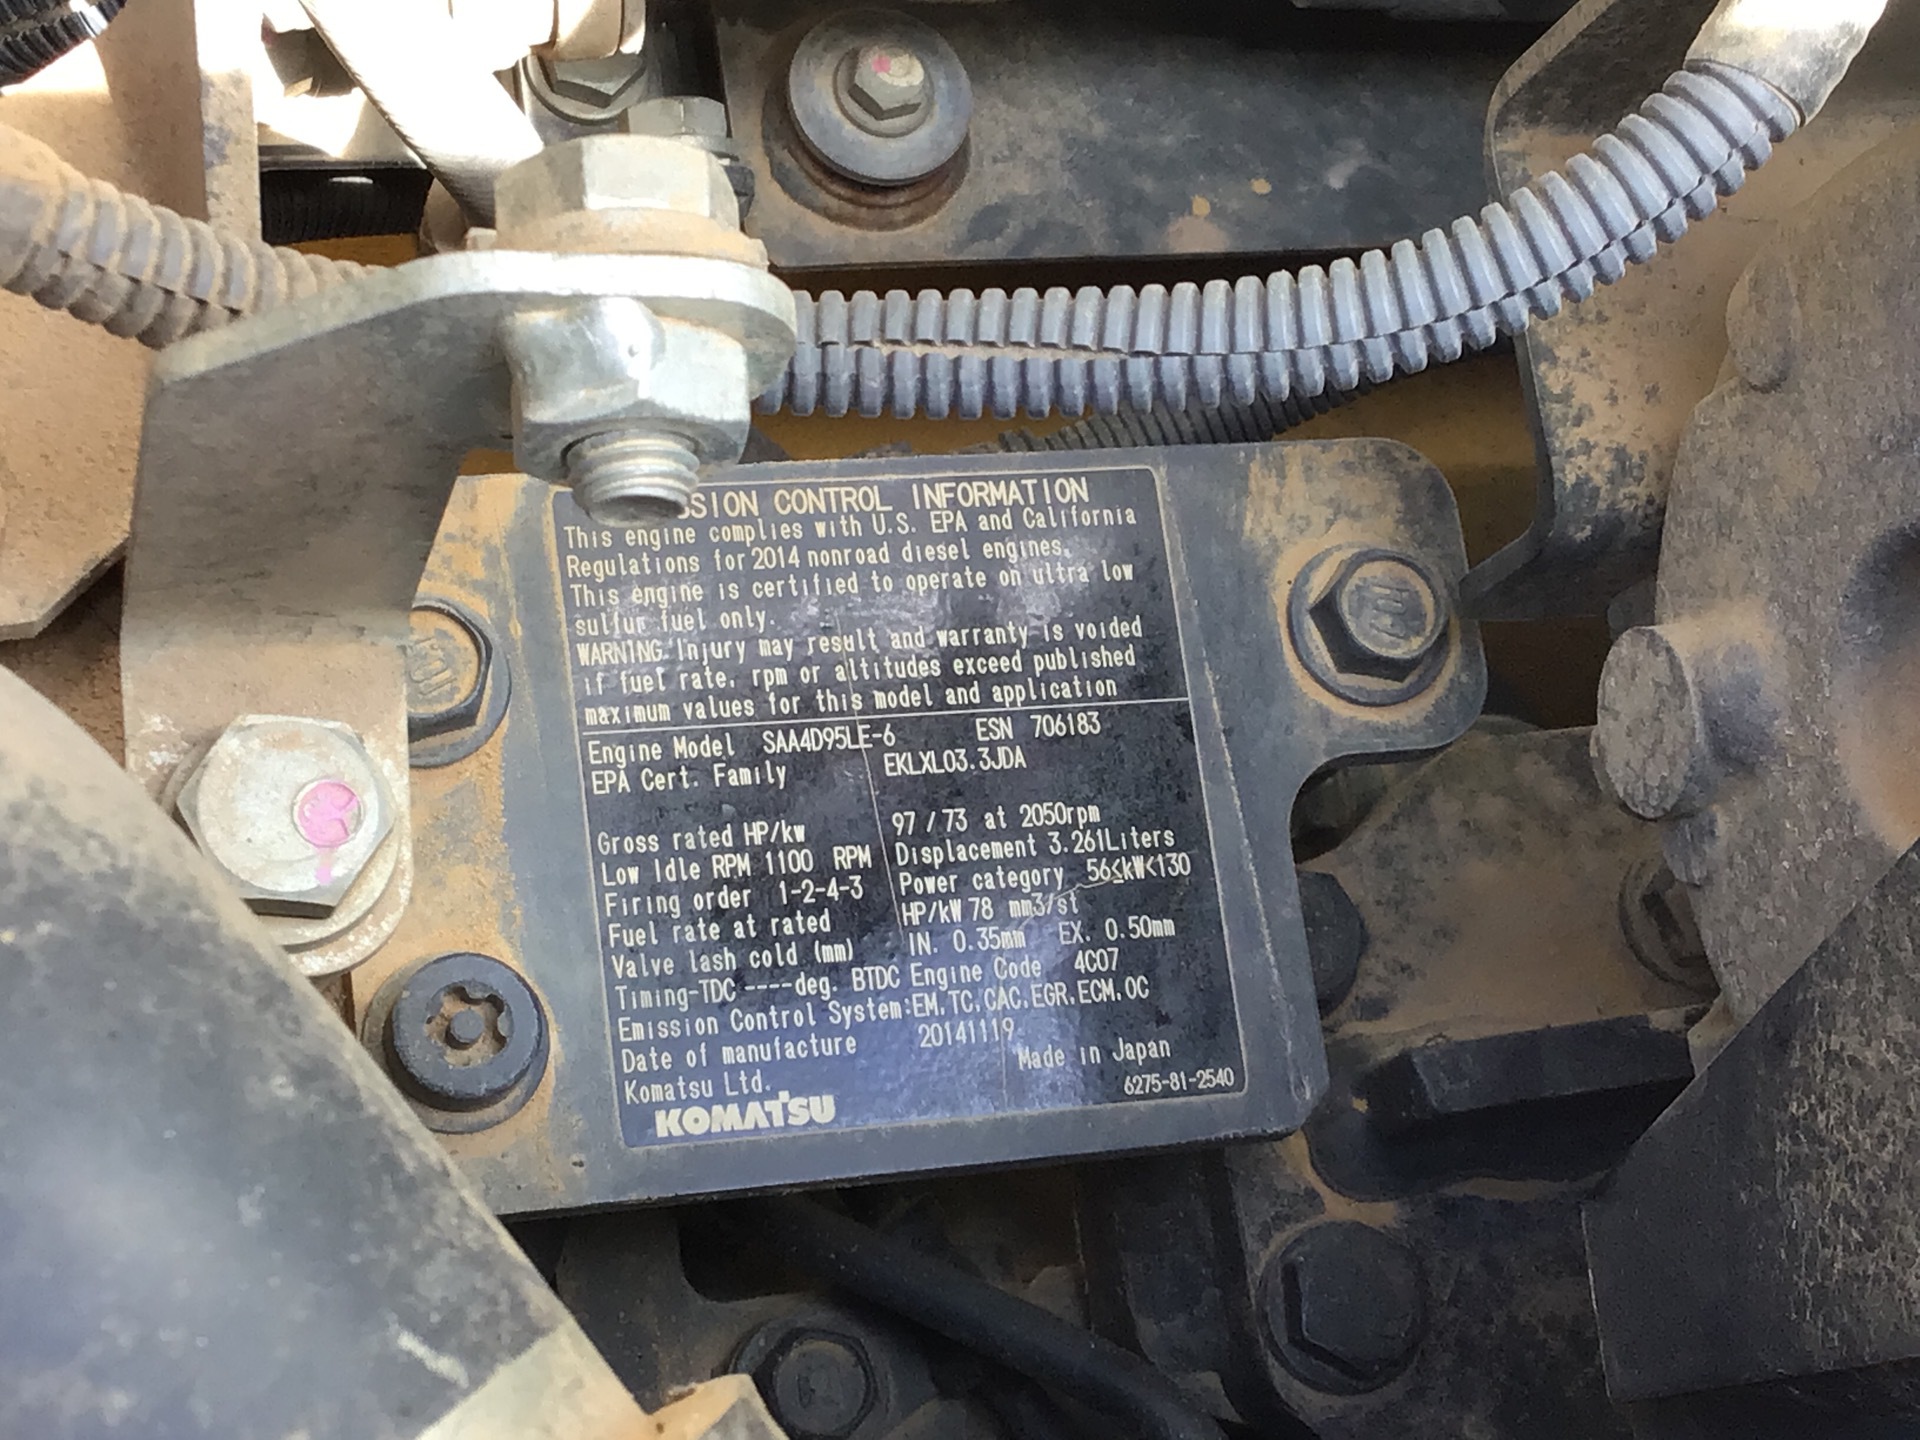 SSION CONTROL INFORMATION
This engine complies with U.S. EPA and California
Regulations for 2014 nonroad diesel engines.
This engine is certified to operate on ultra low
sulfur fuel only.
WARNING. Injury may result and warranty is voided
if fuel rate, rpm or altitudes exceed published
maximum values for this model and application
Engine Model SAA4D95LE-6 ESN 706183
EPA Cert. Family EKLXL03.3JDA
Gross rated HP/kw 97/73 at 2050rpm
Low Idle RPM 1100 RPM Displacement 3.261Liters
Firing order 1-2-4-3 Power category 56≤kW<130
Fuel rate at rated HP/kW 78 mm3/st
Valve lash cold (mm) IN. 0.35mm EX. 0.50mm
Timing-TDC ----deg. BTDC Engine Code 4C07
Emission Control System:EM,TC,CAC,EGR,ECM,OC
Date of manufacture 20141119
Komatsu Ltd. Made in Japan
KOMATSU 6275-81-2540